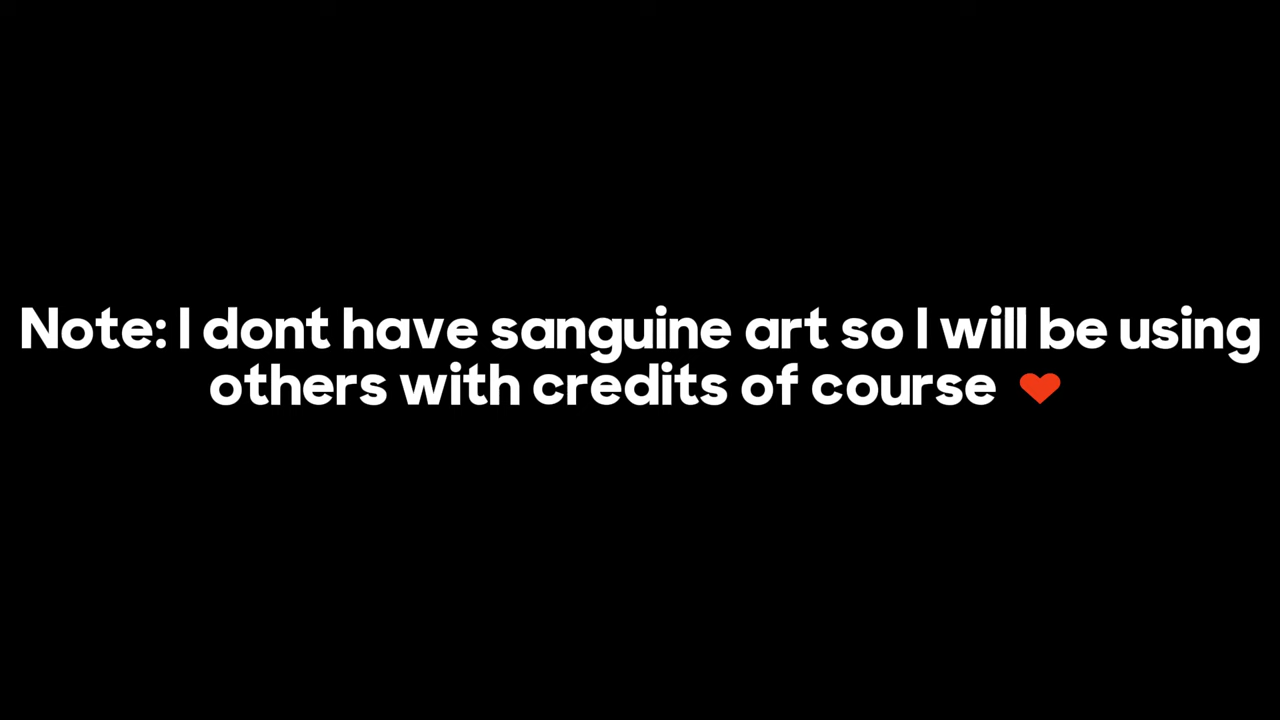 Note: I dont have sanguine art so I will be using
others with credits of course ❤